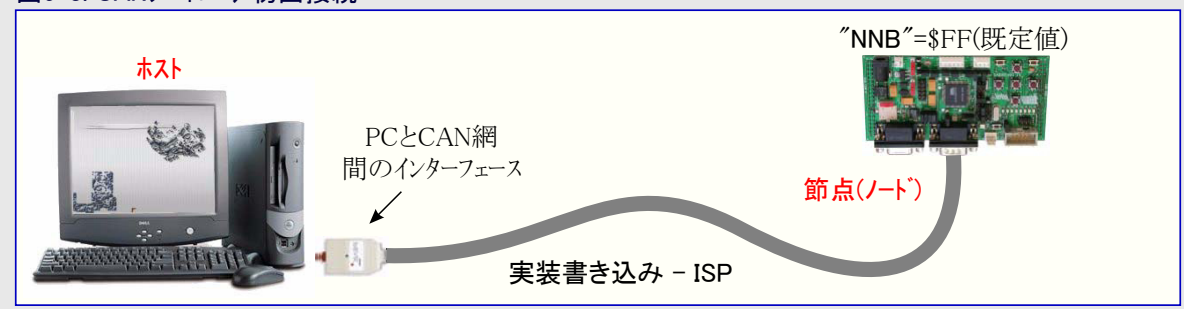 "NNB"=$FF(既定値)
ホスト
PCとCAN網
間のインターフェース
節点(ノード)
実装書き込み - ISP